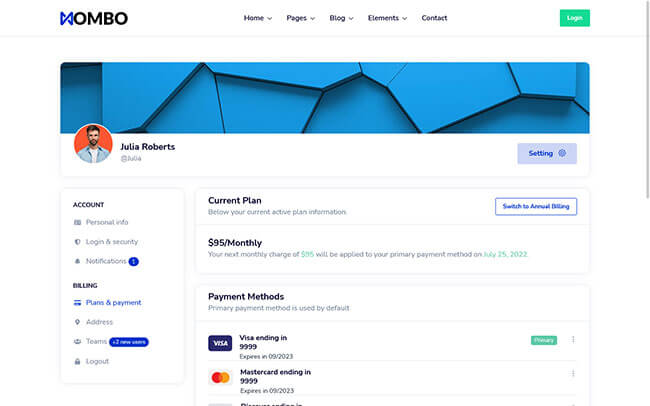 MOMBO
Home Pages Blog Elements Contact
Login
Julia Roberts
@Julia
Setting
ACCOUNT
Personal info
Login & security
Notifications 1
BILLING
Plans & payment
Address
Teams +2 new users
Logout
Current Plan
Below your current active plan information.
Switch to Annual Billing
$95/Monthly
Your next monthly charge of $95 will be applied to your primary payment method on July 25, 2022.
Payment Methods
Primary payment method is used by default
VISA
Visa ending in
9999
Expires in 09/2023
Primary
Mastercard ending in
9999
Expires in 09/2023
Discover ending in